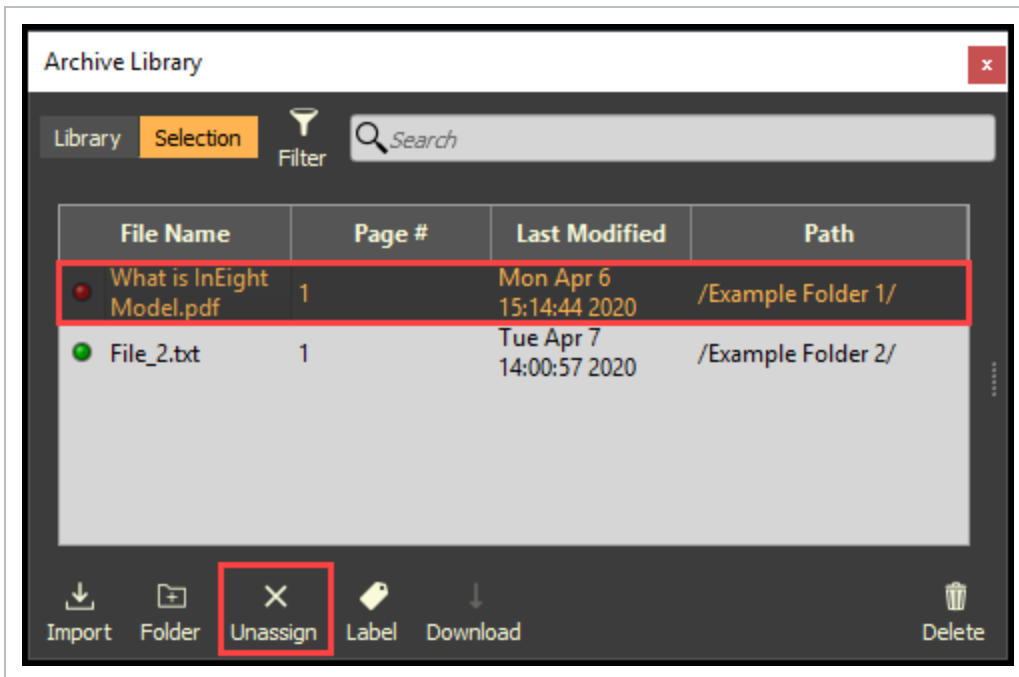 Archive Library
x
Library Selection Filter Search
File Name Page # Last Modified Path
What is InEight
Model.pdf
1
Mon Apr 6
15:14:44 2020
/Example Folder 1/
File_2.txt
1
Tue Apr 7
14:00:57 2020
/Example Folder 2/
Import Folder Unassign Label Download Delete